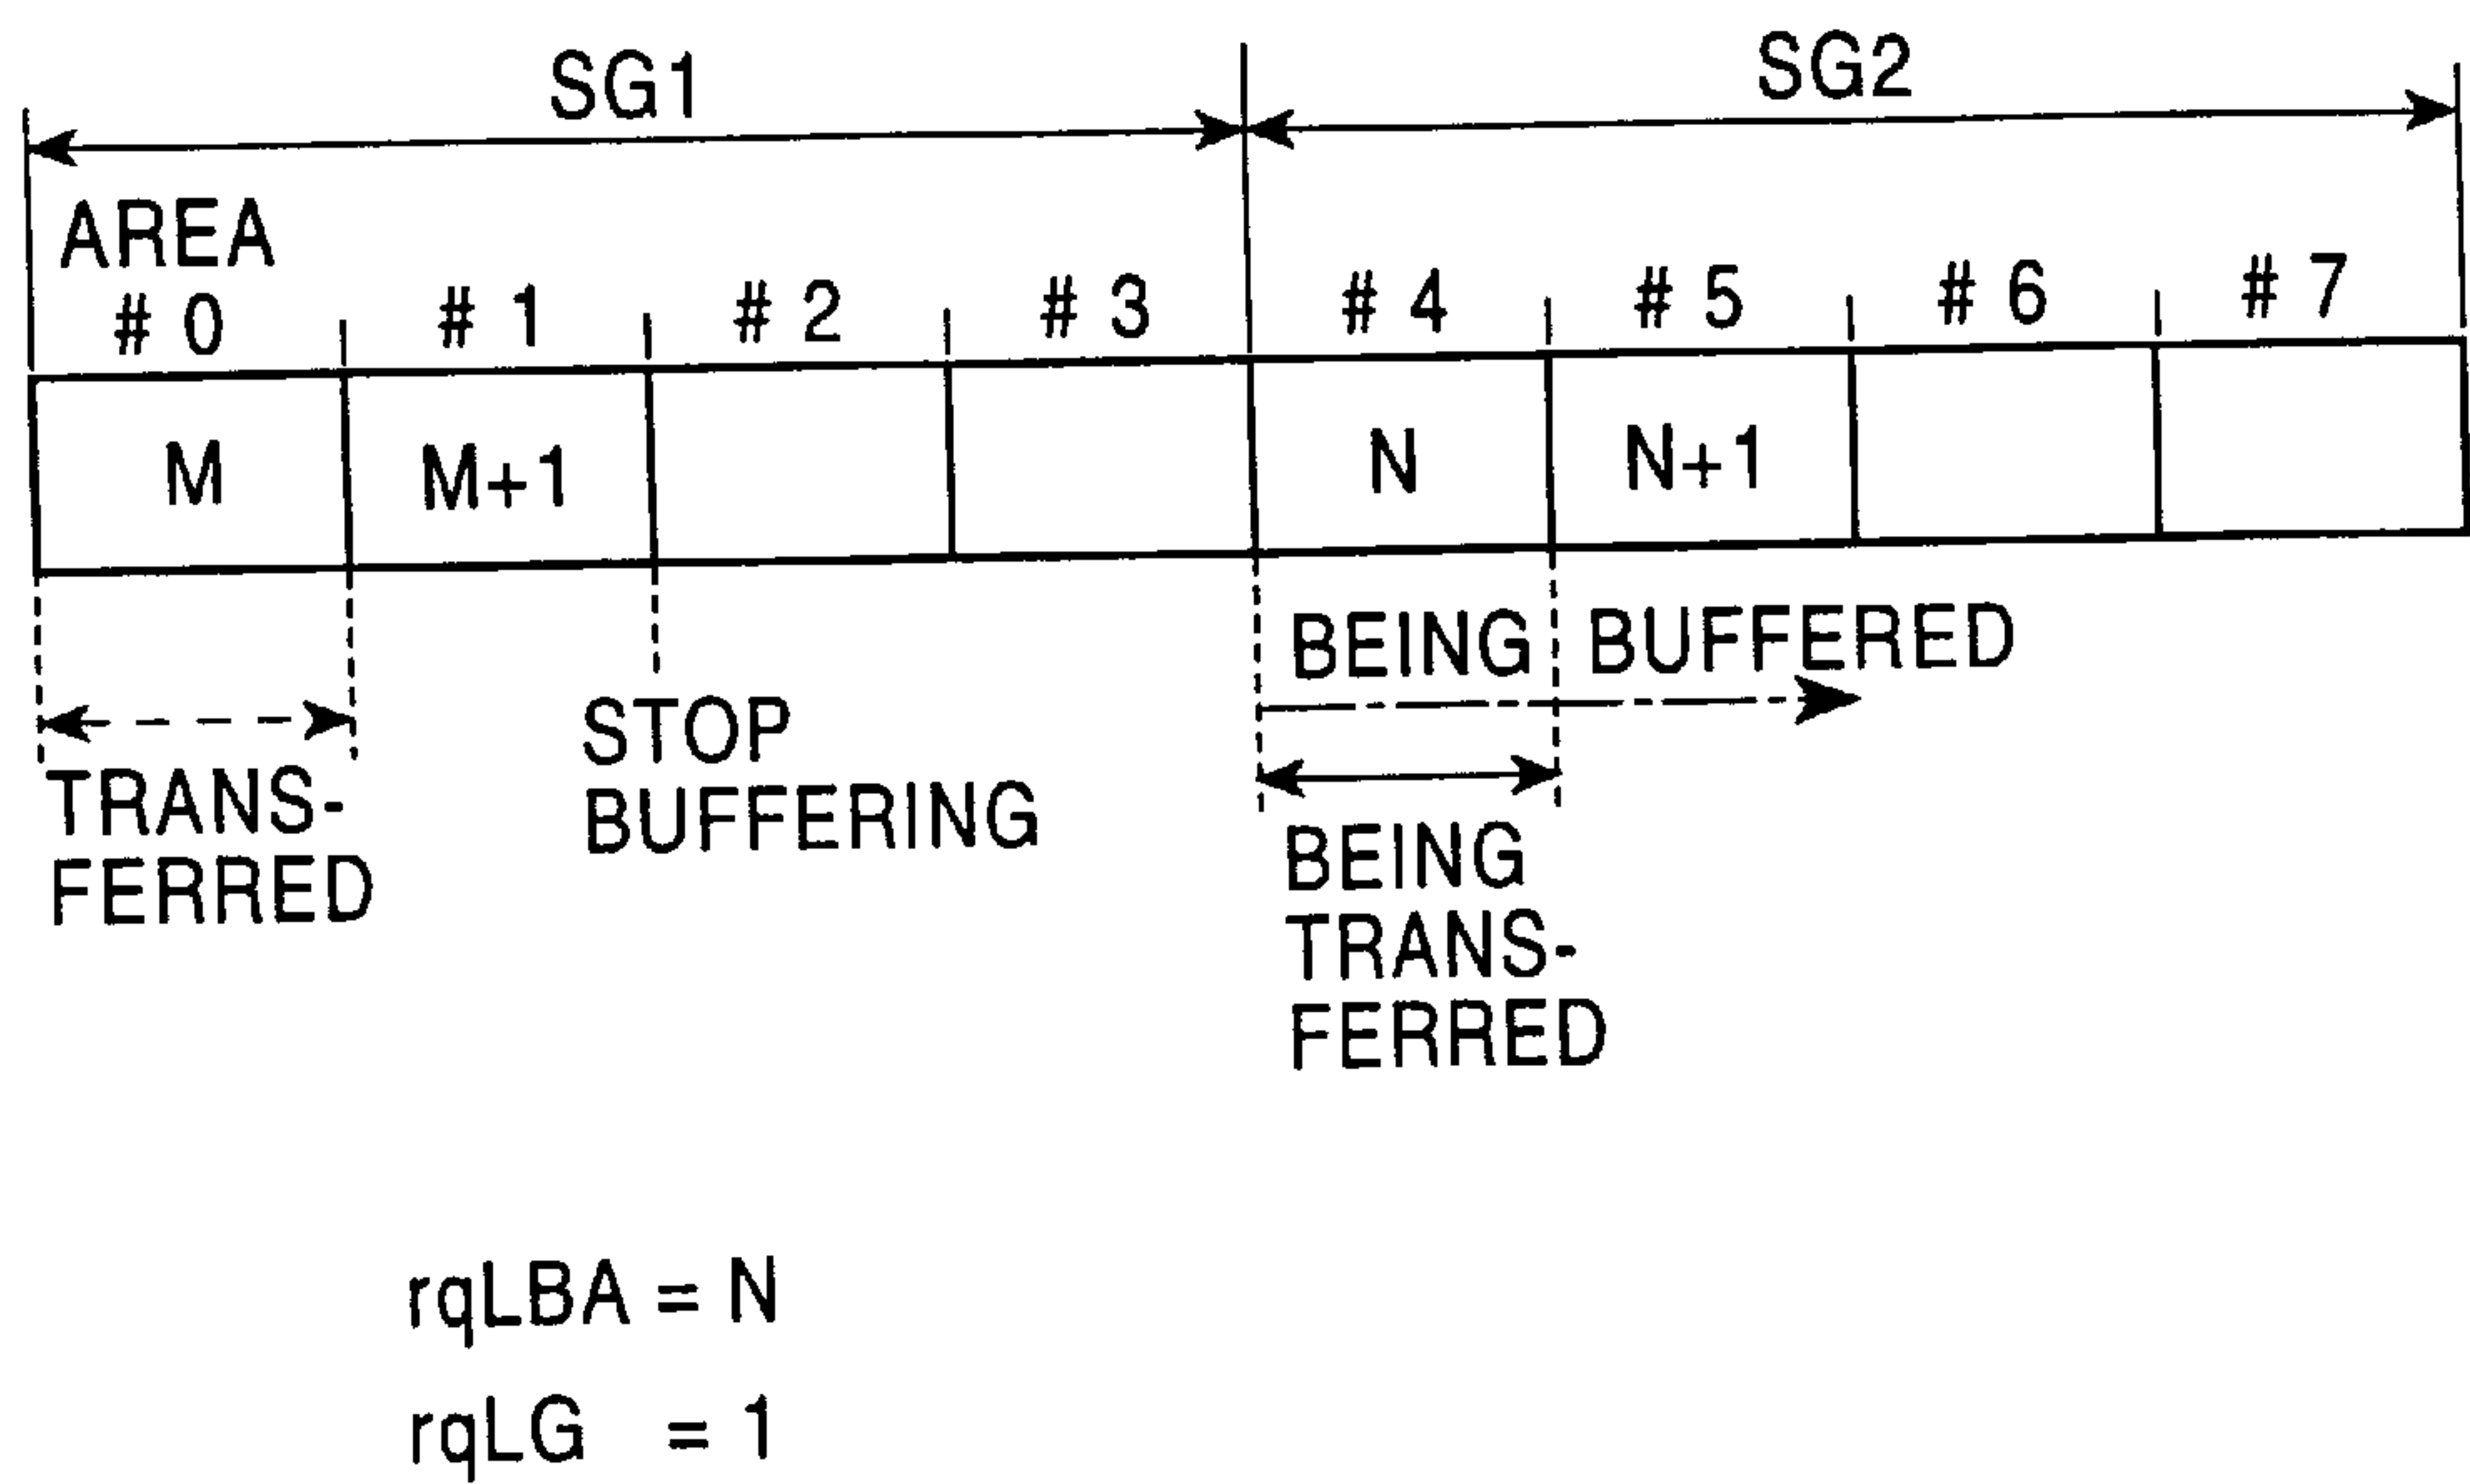 SG1 SG2
AREA
# 0 # 1 # 2 # 3 # 4 # 5 # 6 # 7
M M+1 N N+1
BEING BUFFERED
TRANS-
FERRED
STOP
BUFFERING
BEING
TRANS-
FERRED
rqLBA = N
rqLG = 1